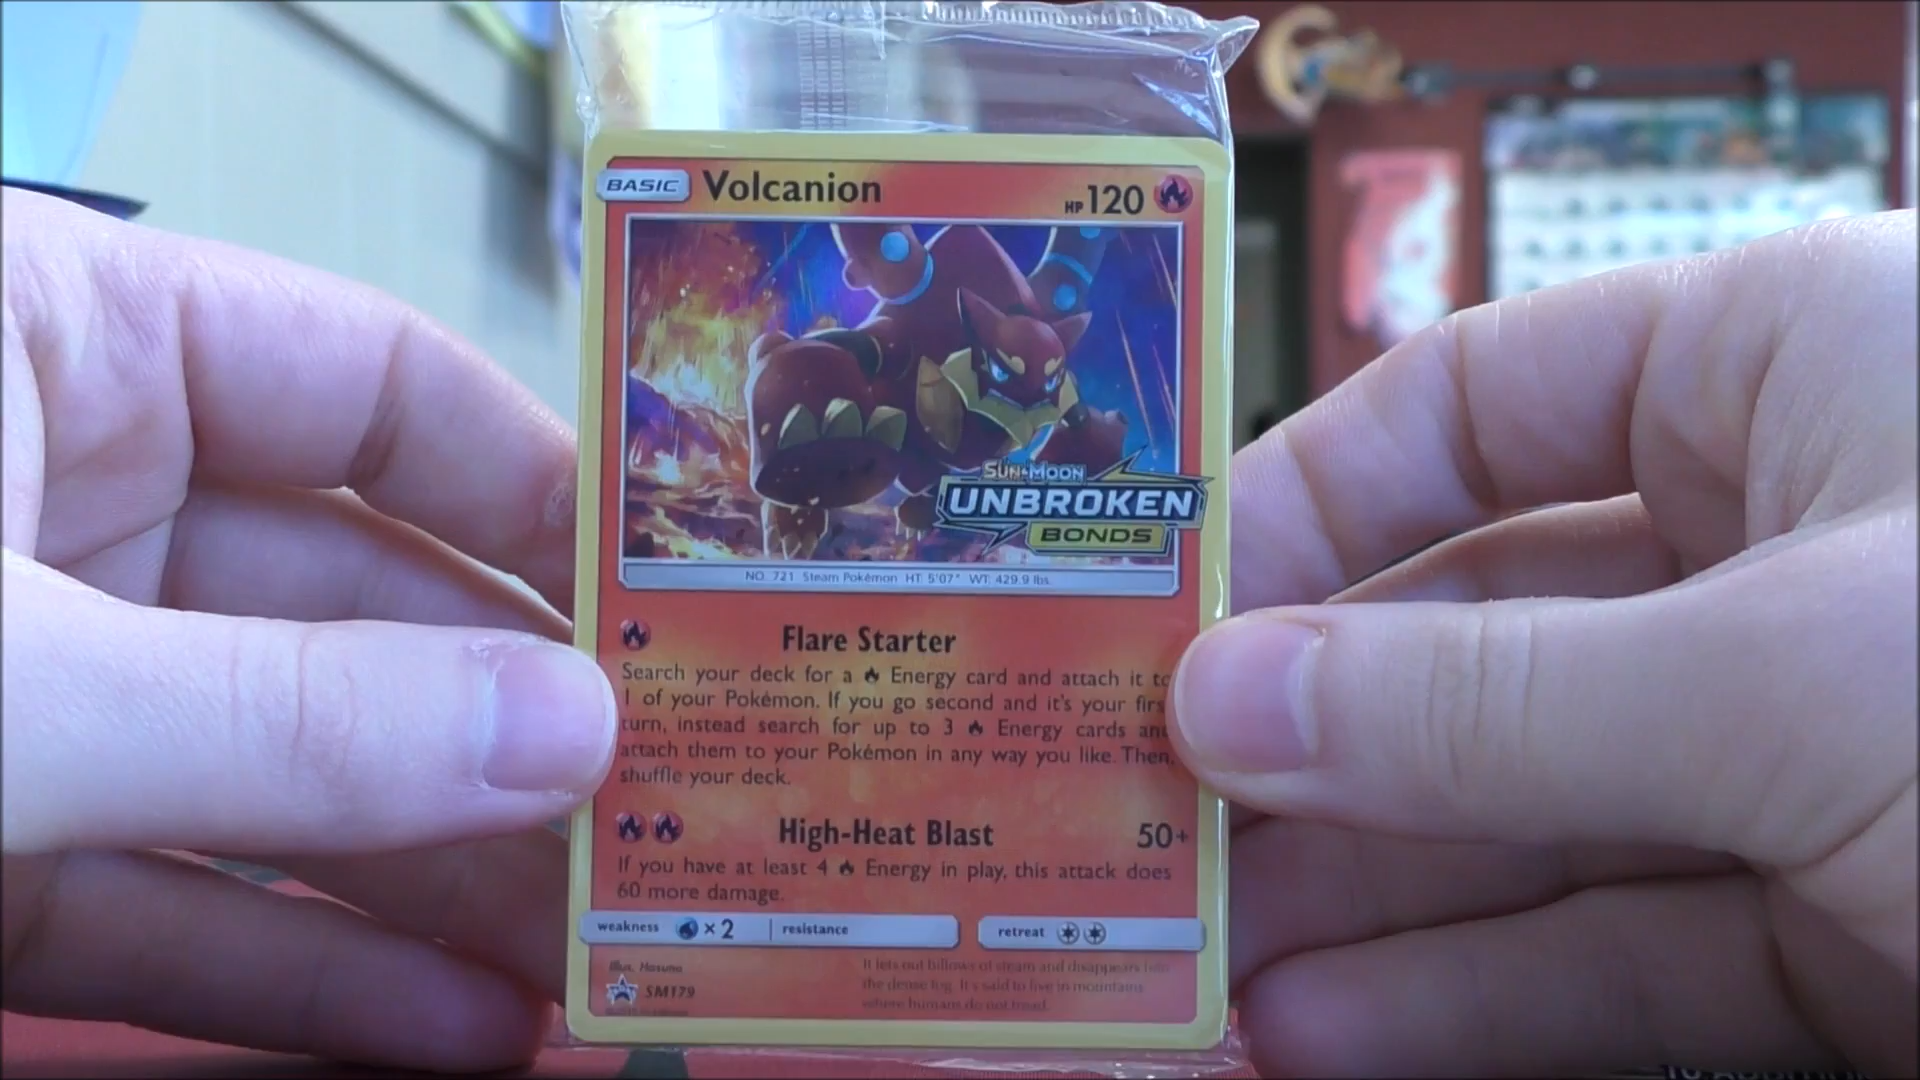 BASIC Volcanion HP 120
SUN & MOON
UNBROKEN
BONDS
NO. 721 Steam Pokémon HT: 5'07" WT: 429.9 lbs.
Flare Starter
Search your deck for a Energy card and attach it to
1 of your Pokémon. If you go second and it's your firs
turn, instead search for up to 3 Energy cards and
attach them to your Pokémon in any way you like. Then,
shuffle your deck.
High-Heat Blast 50+
If you have at least 4 Energy in play, this attack does
60 more damage.
weakness ×2 resistance retreat
Illus. Hasuno
SM179
It lets out billows of steam and disappears into
the dense fog. It's said to live in mountains
where humans do not tread.